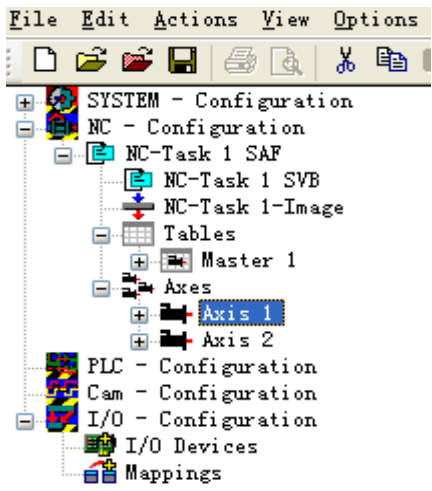 File Edit Actions View Options
SYSTEM - Configuration
NC - Configuration
NC-Task 1 SAF
NC-Task 1 SVB
NC-Task 1-Image
Tables
Master 1
Axes
Axis 1
Axis 2
PLC - Configuration
Cam - Configuration
I/O - Configuration
I/O Devices
Mappings